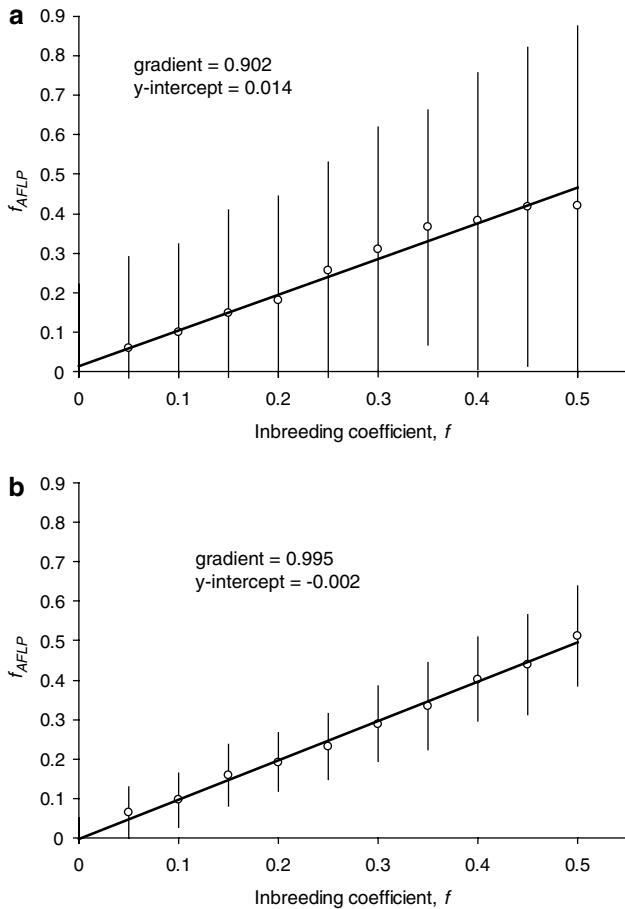 a
0.9
0.8
0.7
0.6
0.5
0.4
0.3
0.2
0.1
0
f_AFLP
gradient = 0.902
y-intercept = 0.014
0 0.1 0.2 0.3 0.4 0.5
Inbreeding coefficient, f
b
0.9
0.8
0.7
0.6
0.5
0.4
0.3
0.2
0.1
0
f_AFLP
gradient = 0.995
y-intercept = -0.002
0 0.1 0.2 0.3 0.4 0.5
Inbreeding coefficient, f